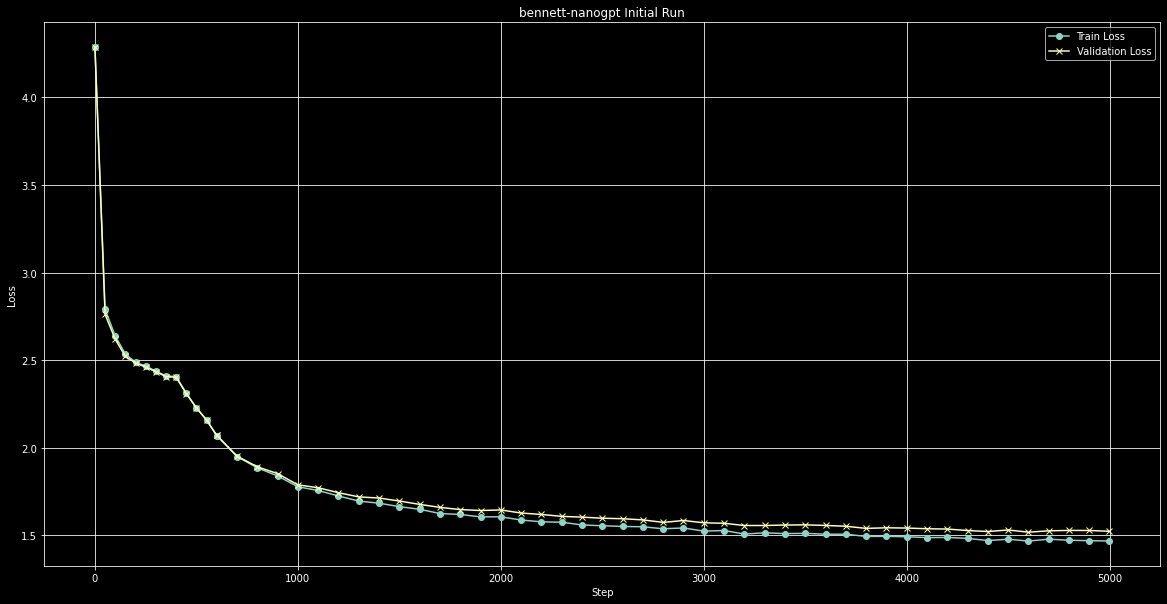 bennett-nanogpt Initial Run
Train Loss
Validation Loss
4.0
3.5
3.0
2.5
2.0
1.5
Loss
0
1000
2000
3000
4000
5000
Step